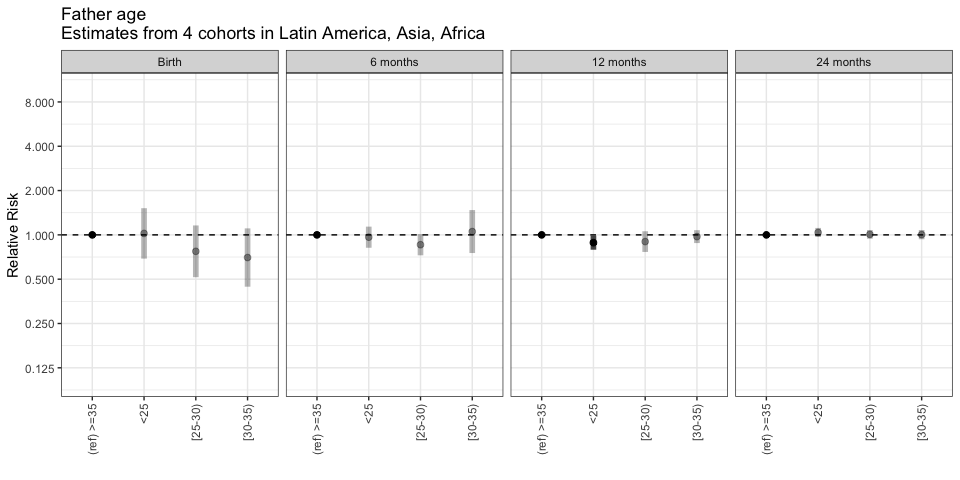 Father age
Estimates from 4 cohorts in Latin America, Asia, Africa
Birth
6 months
12 months
24 months
Relative Risk
8.000
4.000
2.000
1.000
0.500
0.250
0.125
(ref) >=35
<25
[25-30)
[30-35)
(ref) >=35
<25
[25-30)
[30-35)
(ref) >=35
<25
[25-30)
[30-35)
(ref) >=35
<25
[25-30)
[30-35)